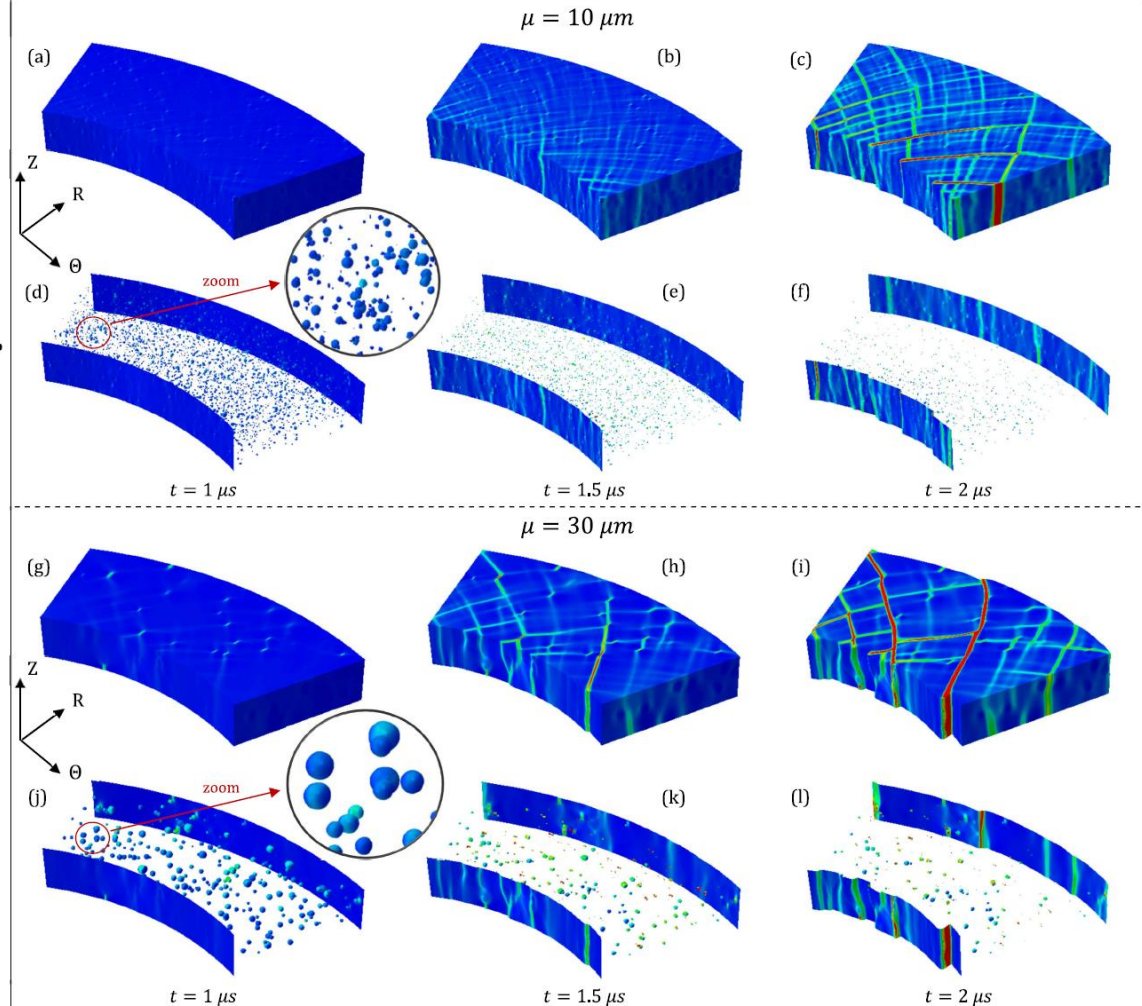 μ = 10 μm
(a)
(b)
(c)
Z
R
Θ
(d)
zoom
(e)
(f)
t = 1 μs
t = 1.5 μs
t = 2 μs
μ = 30 μm
(g)
(h)
(i)
Z
R
Θ
(j)
zoom
(k)
(l)
t = 1 μs
t = 1.5 μs
t = 2 μs